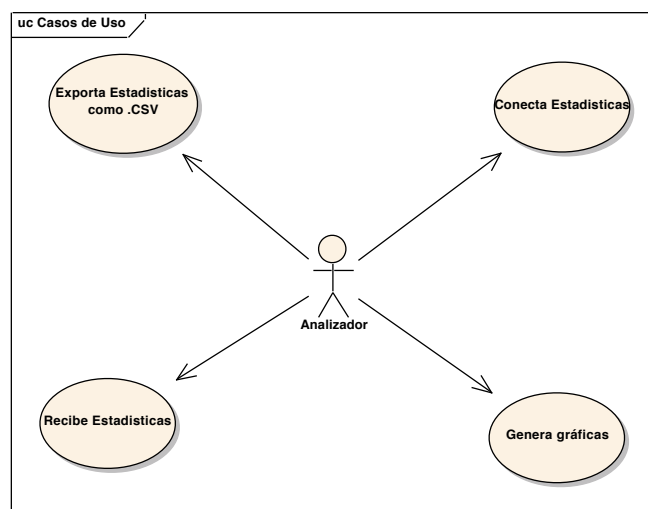 uc Casos de Uso
Exporta Estadisticas
como .CSV
Conecta Estadisticas
Analizador
Recibe Estadisticas
Genera gráficas